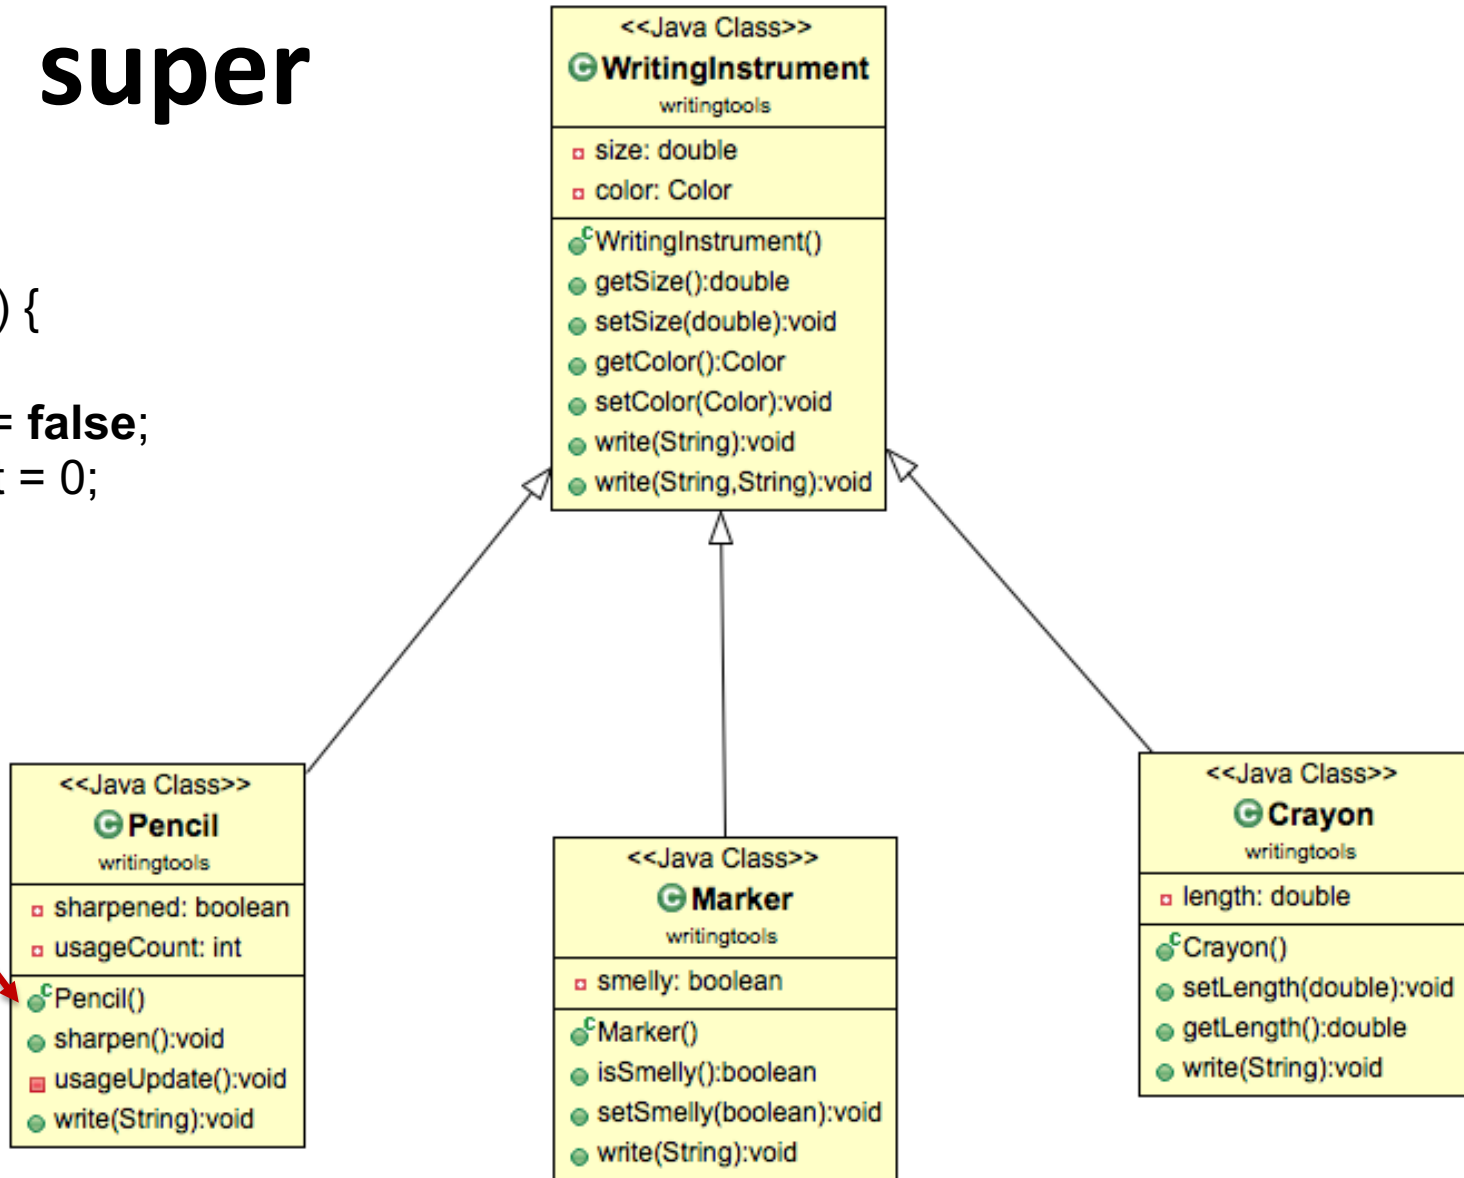 super
) {
= false;
t = 0;
<<Java Class>>
WritingInstrument
writingtools
size: double
color: Color
WritingInstrument()
getSize():double
setSize(double):void
getColor():Color
setColor(Color):void
write(String):void
write(String,String):void
<<Java Class>>
Pencil
writingtools
sharpened: boolean
usageCount: int
Pencil()
sharpen():void
usageUpdate():void
write(String):void
<<Java Class>>
Marker
writingtools
smelly: boolean
Marker()
isSmelly():boolean
setSmelly(boolean):void
write(String):void
<<Java Class>>
Crayon
writingtools
length: double
Crayon()
setLength(double):void
getLength():double
write(String):void